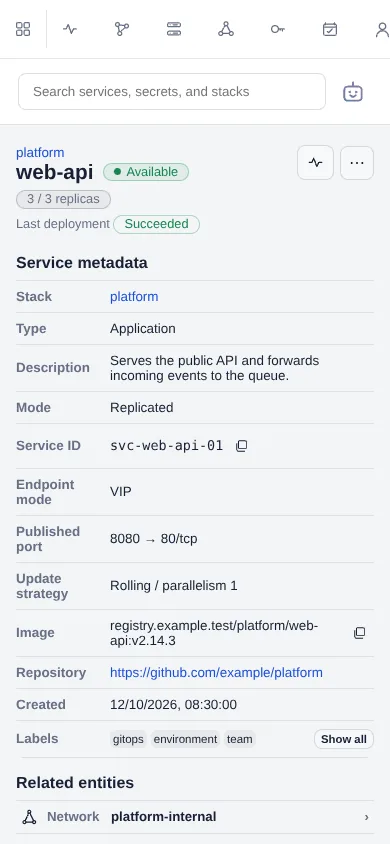 Search services, secrets, and stacks
platform
web-api
Available
3 / 3 replicas
Last deployment Succeeded
Service metadata
Stack platform
Type Application
Description Serves the public API and forwards
incoming events to the queue.
Mode Replicated
Service ID svc-web-api-01
Endpoint
mode VIP
Published
port 8080 → 80/tcp
Update
strategy Rolling / parallelism 1
Image registry.example.test/platform/web-
api:v2.14.3
Repository https://github.com/example/platform
Created 12/10/2026, 08:30:00
Labels gitops environment team Show all
Related entities
Network platform-internal ›